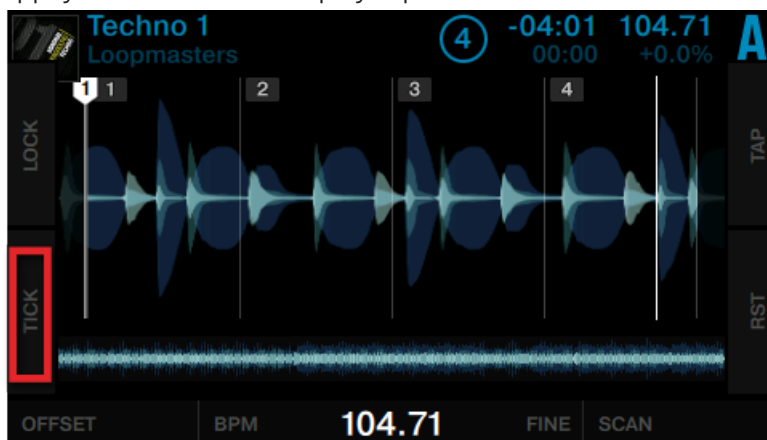 Techno 1
Loopmasters
4
-04:01
00:00
104.71
+0.0%
A
LOCK
TICK
1
1
2
3
4
TAP
RST
OFFSET
BPM 104.71 FINE
SCAN